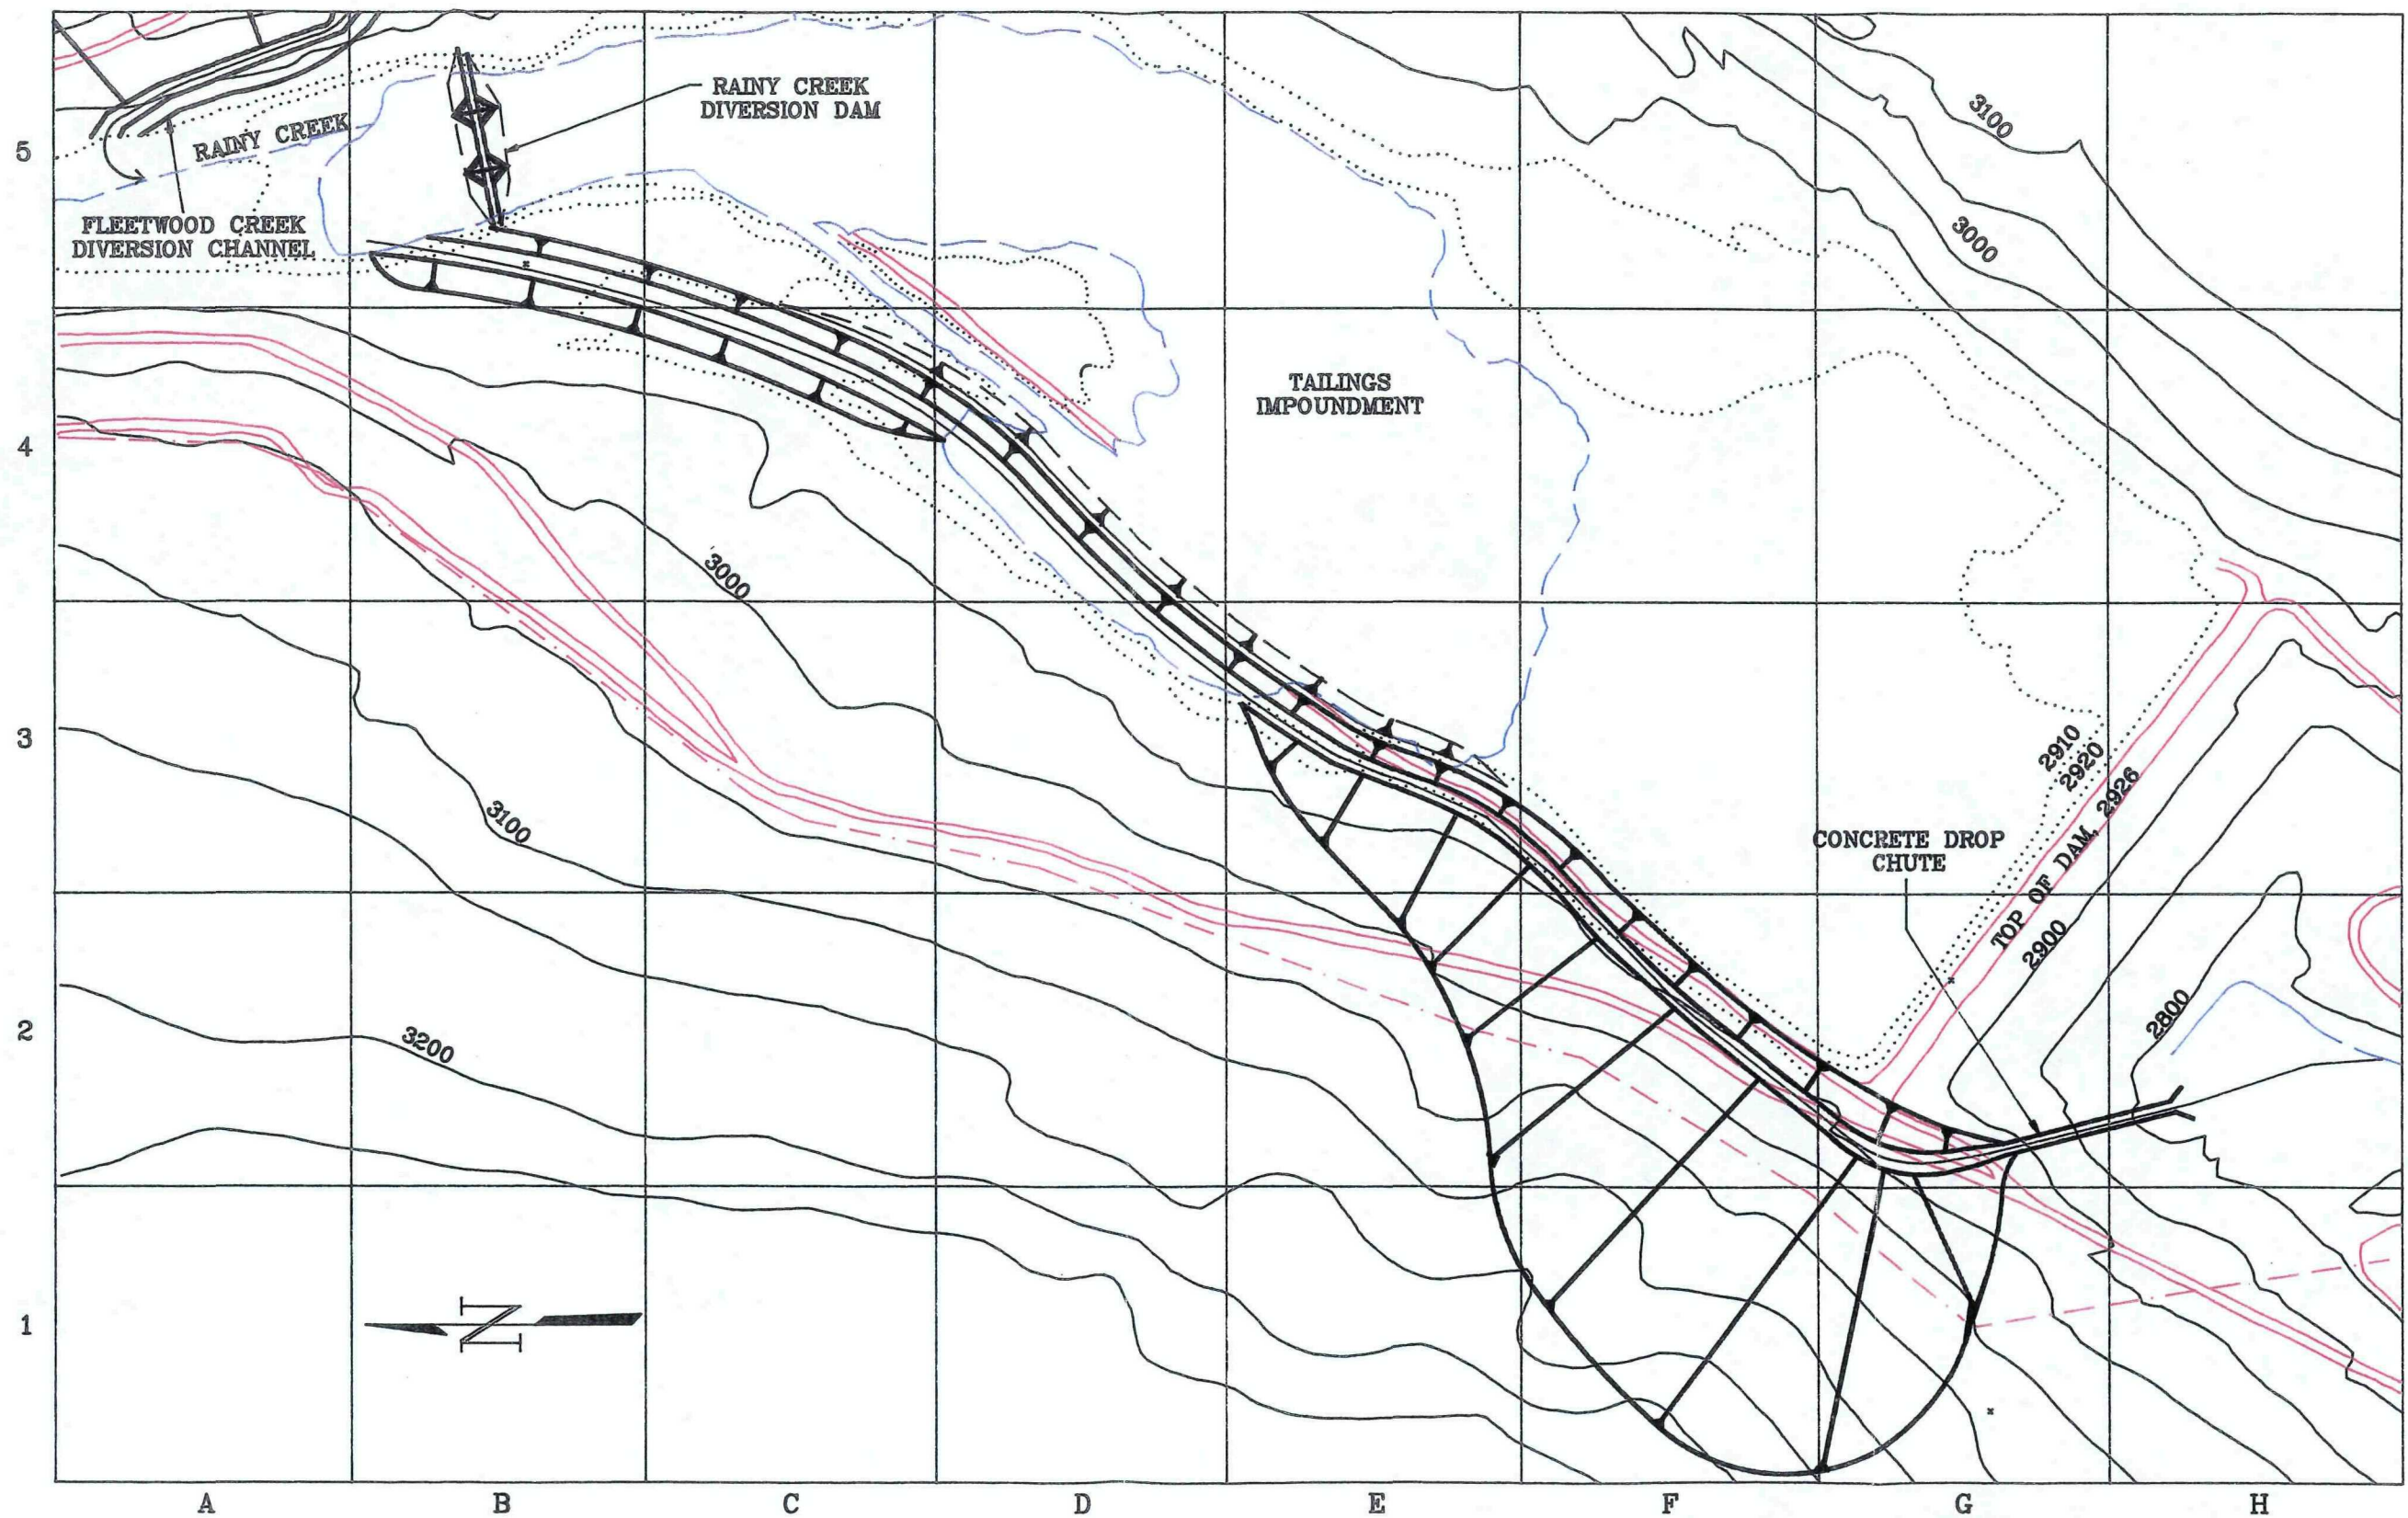 RAINY CREEK
DIVERSION DAM
3100
5
RAINY CREEK
FLEETWOOD CREEK
DIVERSION CHANNEL
3000
TAILINGS
IMPOUNDMENT
4
3000
3
2910
2920
TOP OF DAM, 2926
3100
CONCRETE DROP
CHUTE
2900
2
3200
2800
1
N
A B C D E F G H